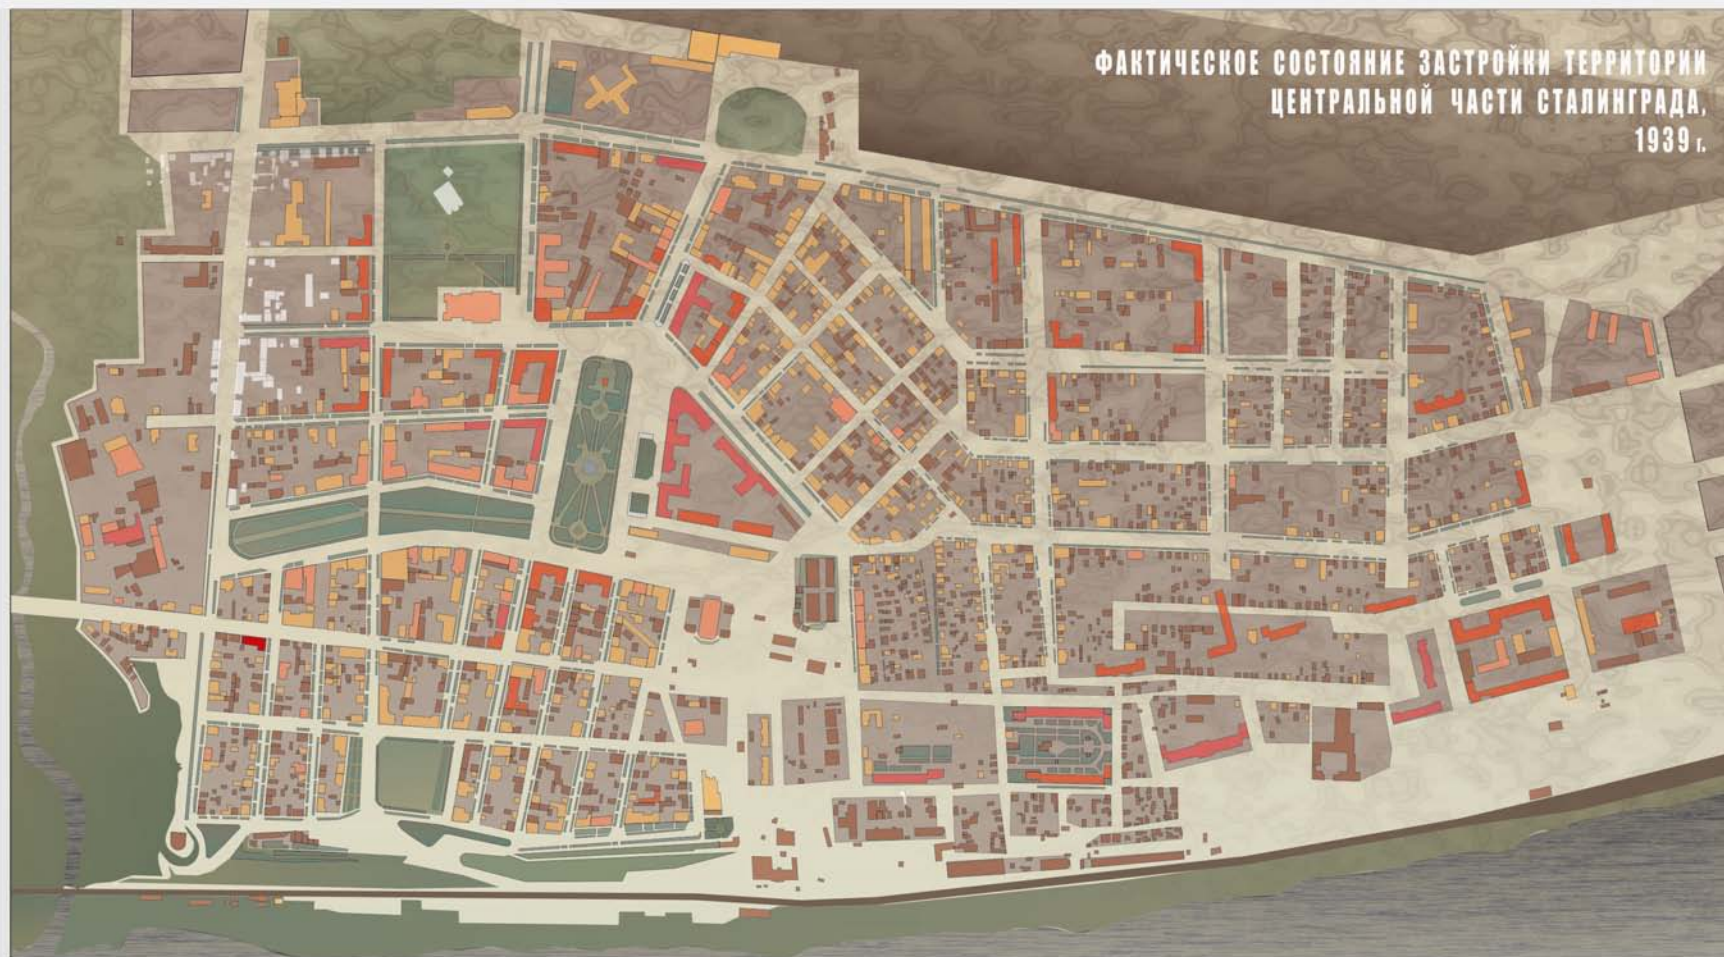 ФАКТИЧЕСКОЕ СОСТОЯНИЕ ЗАСТРОЙКИ ТЕРРИТОРИИ
ЦЕНТРАЛЬНОЙ ЧАСТИ СТАЛИНГРАДА,
1939 г.